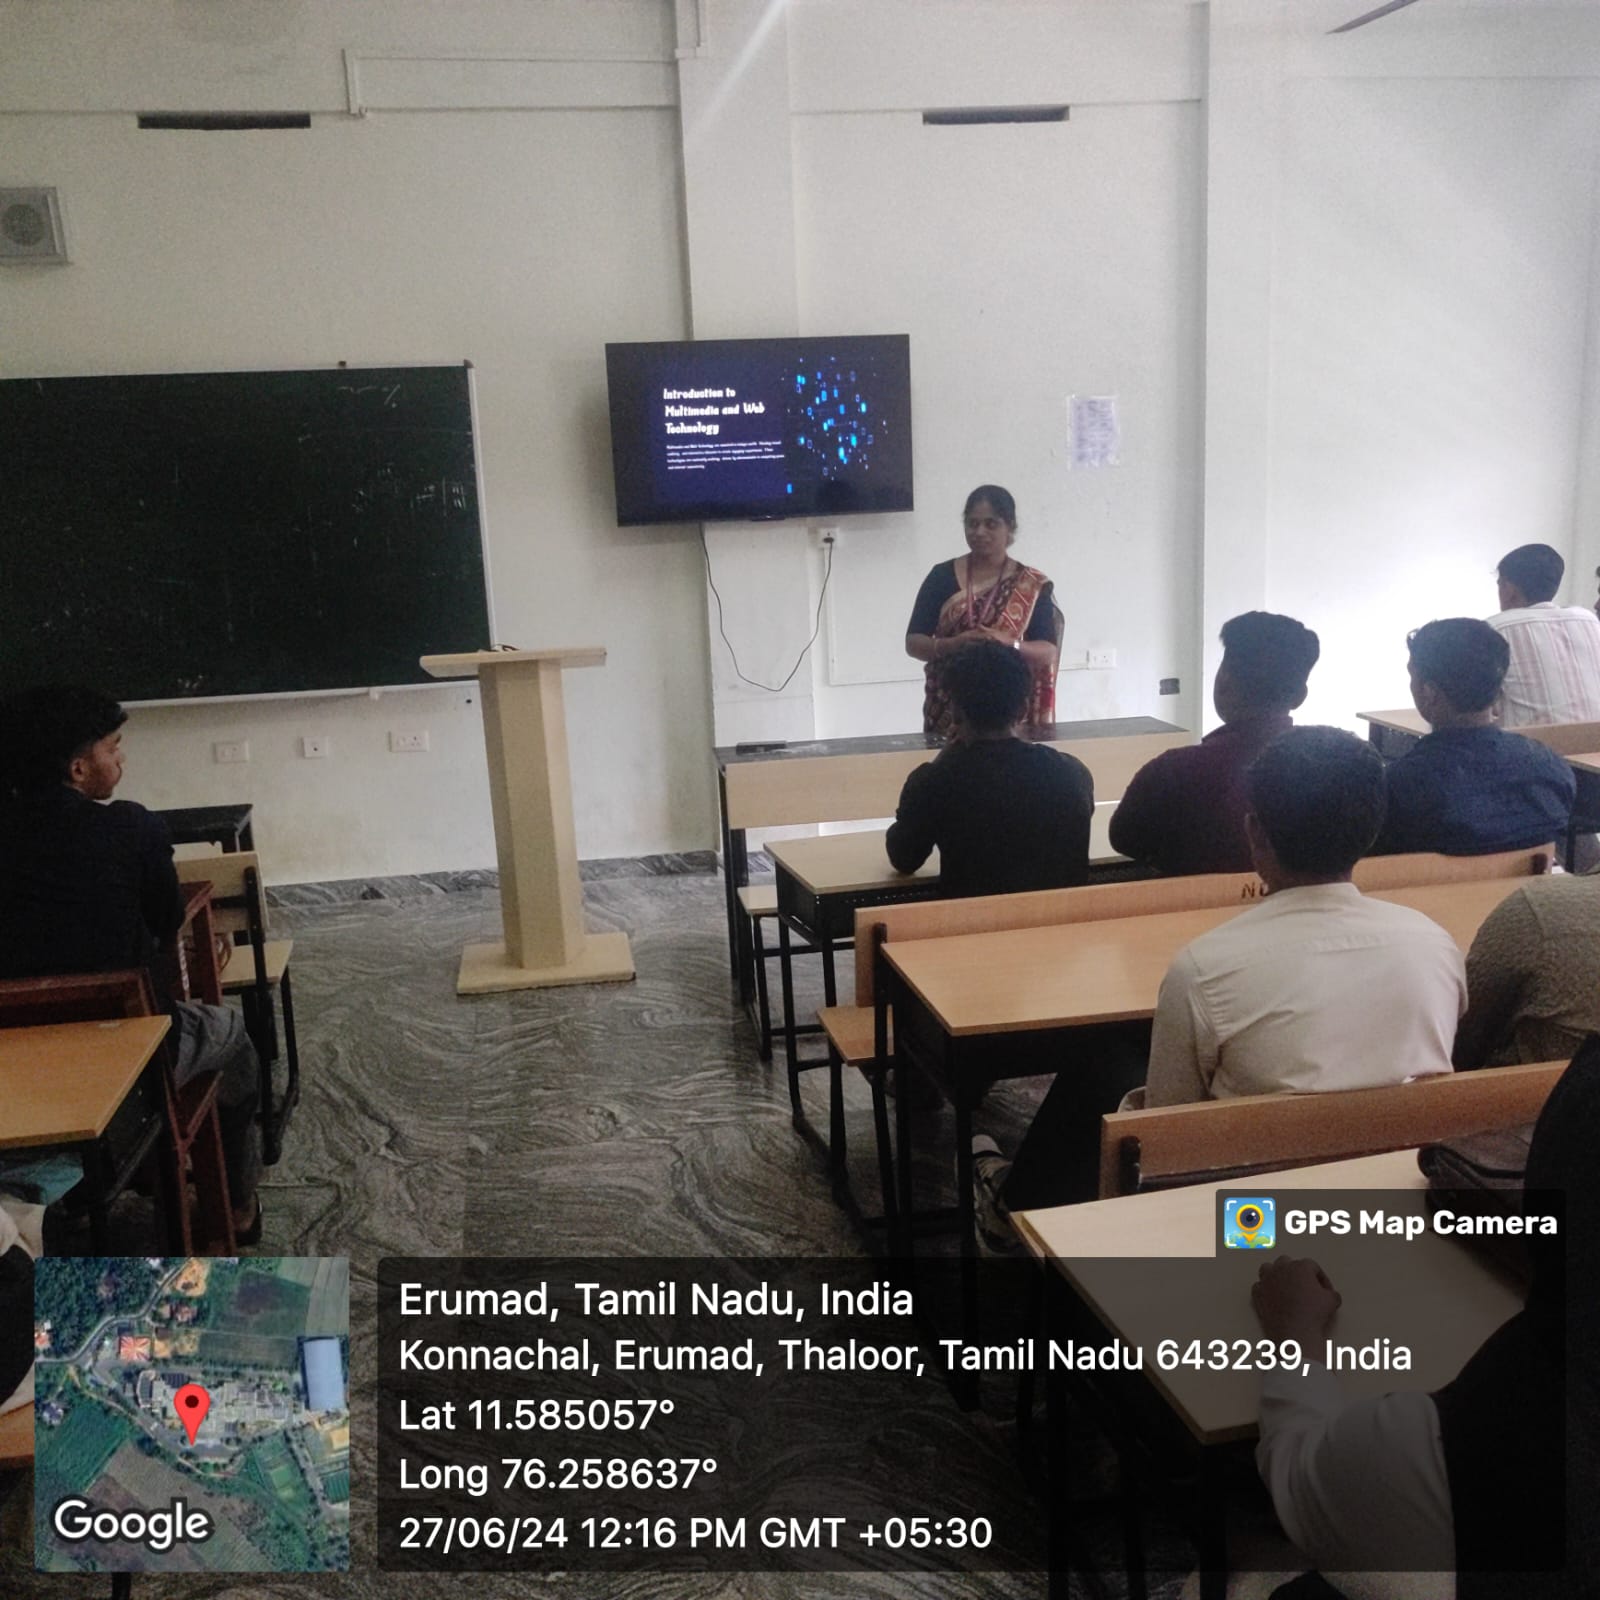 Introduction to
Multimedia and Web
Technology
NG
GPS Map Camera
Erumad, Tamil Nadu, India
Konnachal, Erumad, Thaloor, Tamil Nadu 643239, India
Lat 11.585057°
Long 76.258637°
27/06/24 12:16 PM GMT +05:30
Google